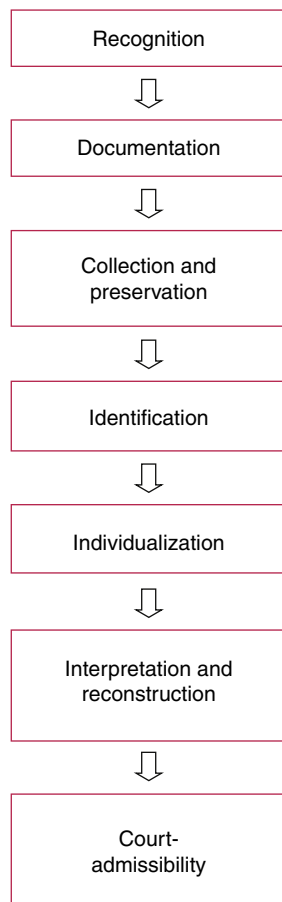 Recognition
Documentation
Collection and
preservation
Identification
Individualization
Interpretation and
reconstruction
Court-
admissibility